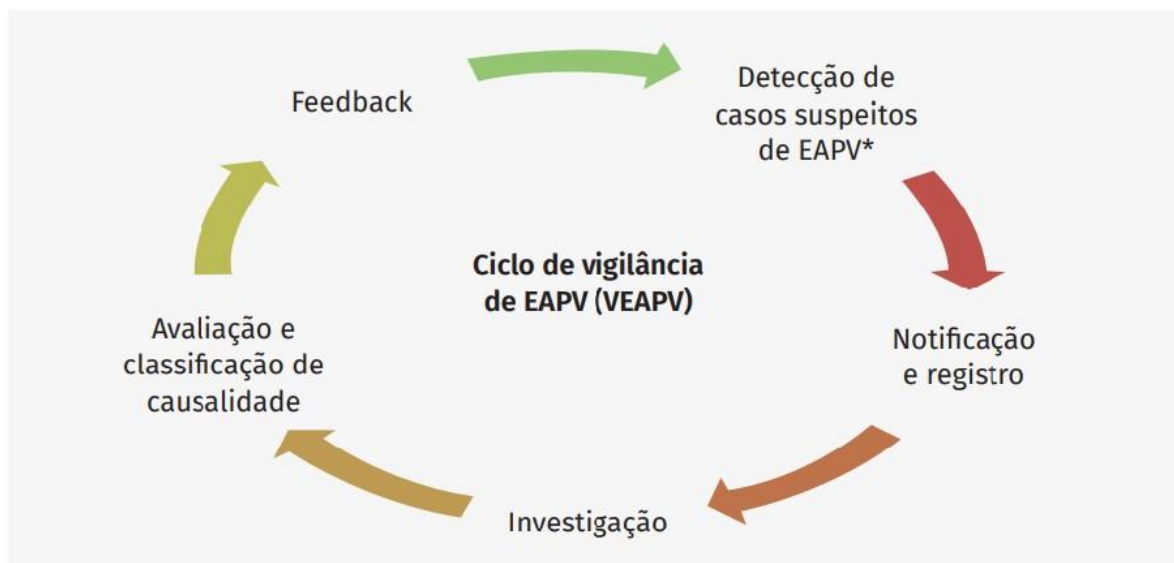 Feedback
Detecção de
casos suspeitos
de EAPV*
Ciclo de vigilância
de EAPV (VEAPV)
Notificação
e registro
Avaliação e
classificação de
causalidade
Investigação